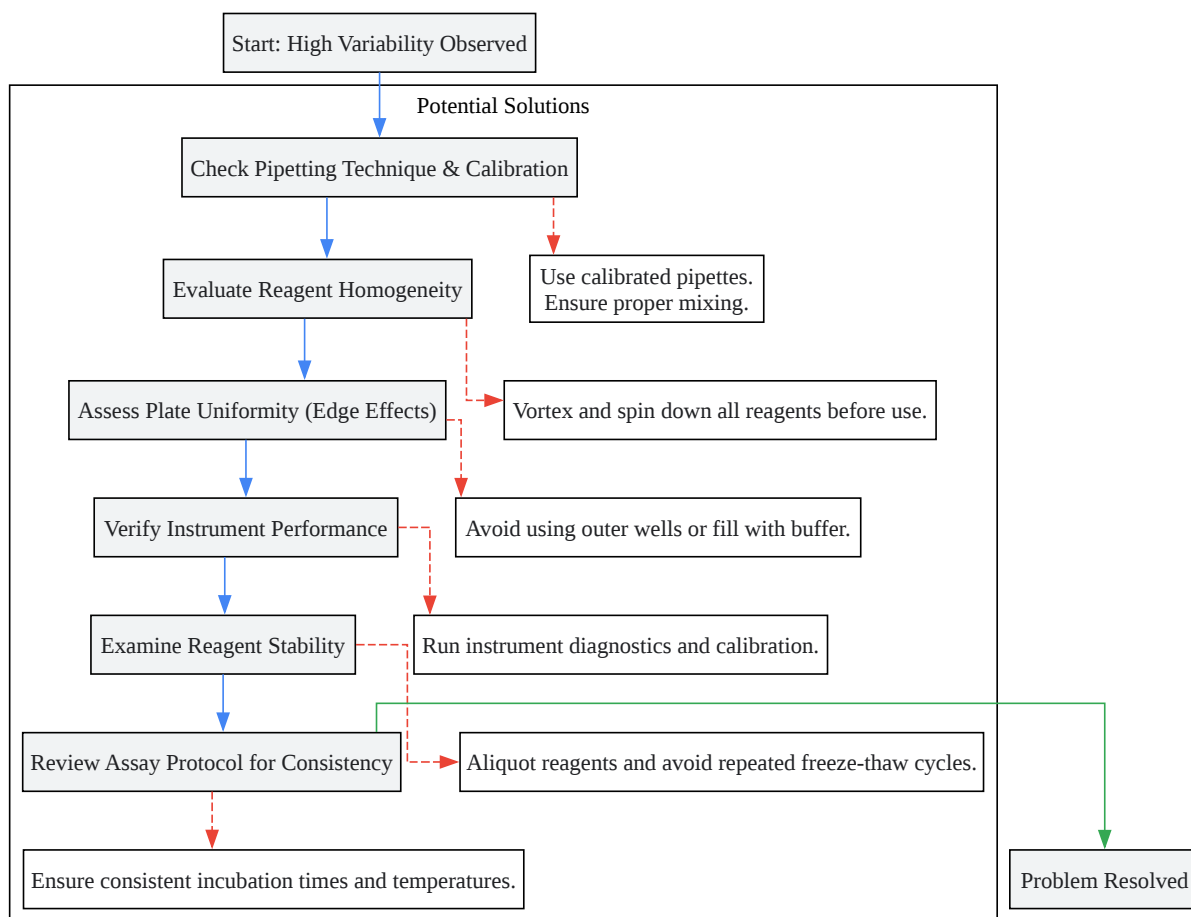 Start: High Variability Observed
Potential Solutions
Check Pipetting Technique & Calibration
Evaluate Reagent Homogeneity
Use calibrated pipettes.
Ensure proper mixing.
Assess Plate Uniformity (Edge Effects)
Vortex and spin down all reagents before use.
Verify Instrument Performance
Avoid using outer wells or fill with buffer.
Examine Reagent Stability
Run instrument diagnostics and calibration.
Review Assay Protocol for Consistency
Aliquot reagents and avoid repeated freeze-thaw cycles.
Ensure consistent incubation times and temperatures.
Problem Resolved